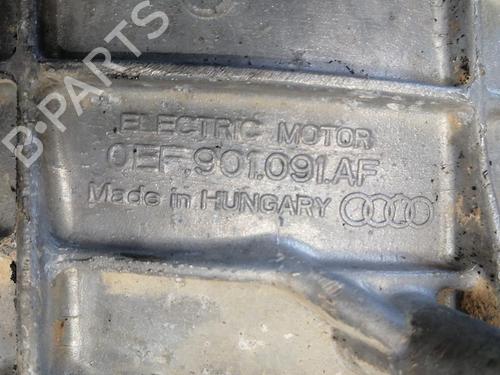 B-PARTS
ELECTRIC MOTOR
0EF.901.091.AF
Made in HUNGARY